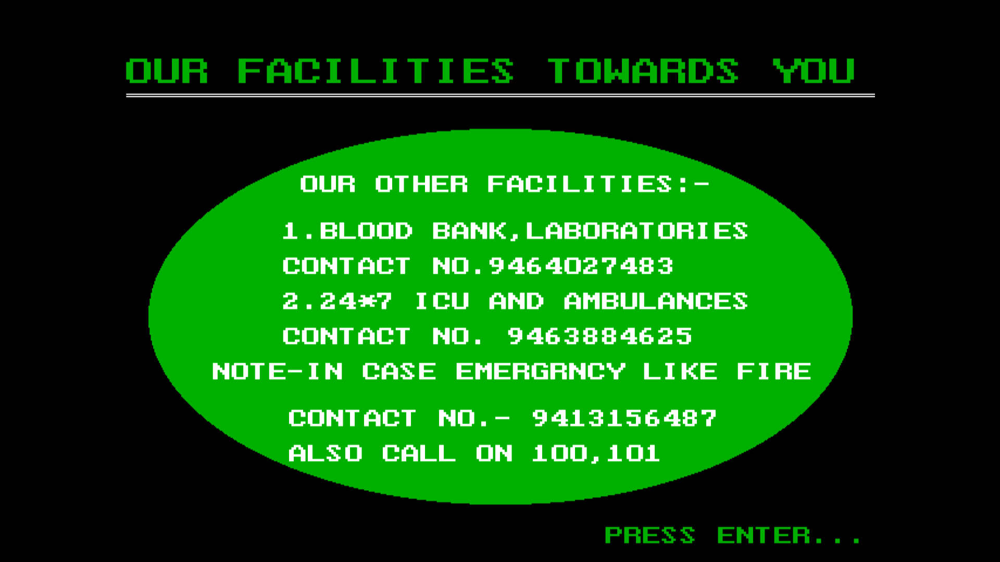 OUR FACILITIES TOWARDS YOU
OUR OTHER FACILITIES:-
1.BLOOD BANK,LABORATORIES
CONTACT NO.9464027483
2.24*7 ICU AND AMBULANCES
CONTACT NO. 9463884625
NOTE-IN CASE EMERGRNCY LIKE FIRE
CONTACT NO.- 9413156487
ALSO CALL ON 100,101
PRESS ENTER...